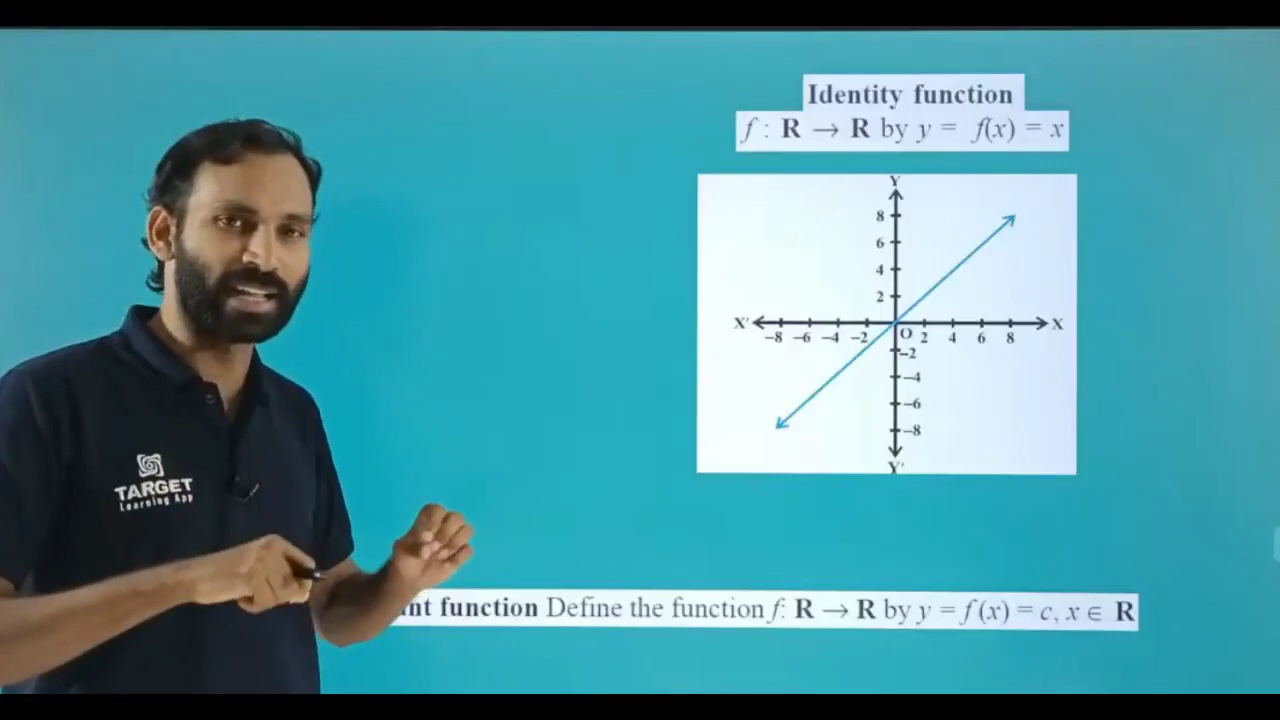 Identity function
f : R → R by y = f(x) = x
Y
8
6
4
2
X' –8 –6 –4 –2 O 2 4 6 8 X
–2
–4
–6
–8
Y'
nt function Define the function f: R → R by y = f (x) = c, x ∈ R
TARGET
Learning App